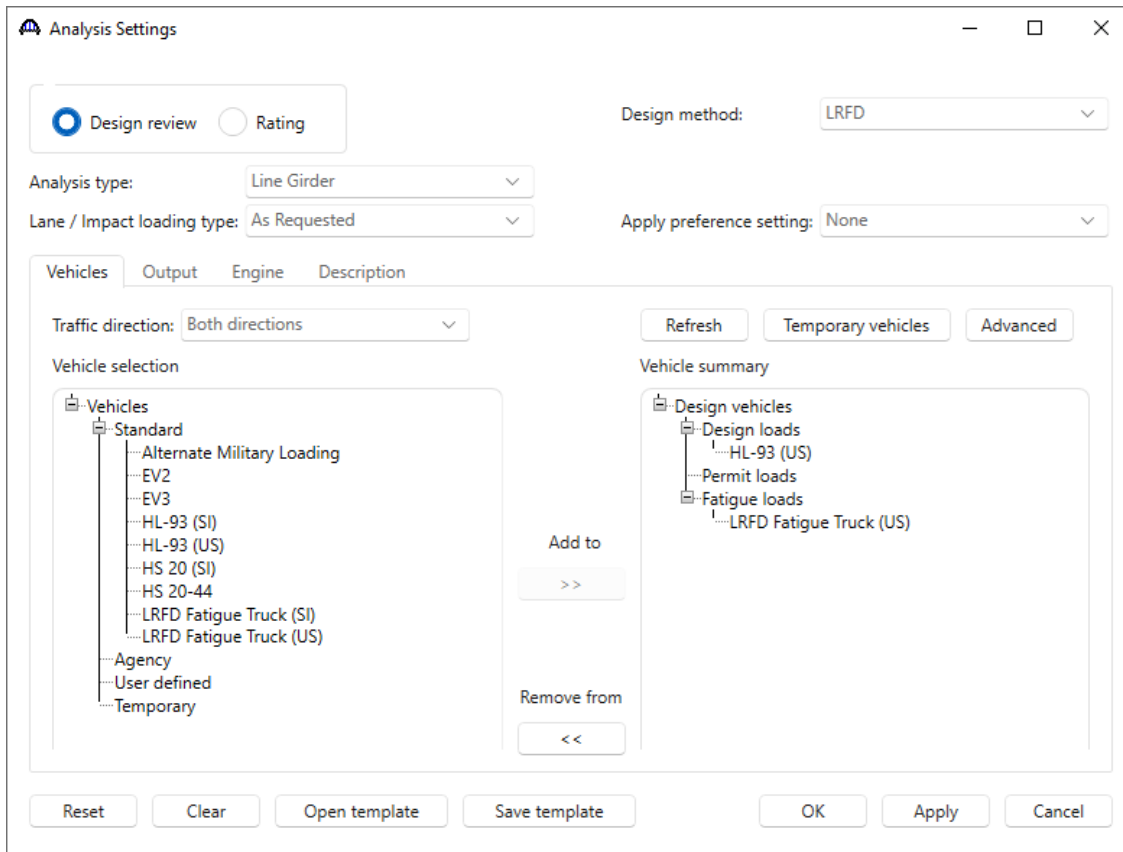 Analysis Settings
Design review
Rating
Design method:
LRFD
Analysis type:
Line Girder
Lane / Impact loading type:
As Requested
Apply preference setting:
None
Vehicles
Output
Engine
Description
Traffic direction:
Both directions
Refresh
Temporary vehicles
Advanced
Vehicle selection
Vehicles
Standard
Alternate Military Loading
EV2
EV3
HL-93 (SI)
HL-93 (US)
HS 20 (SI)
HS 20-44
LRFD Fatigue Truck (SI)
LRFD Fatigue Truck (US)
Agency
User defined
Temporary
Add to
>>
Remove from
<<
Vehicle summary
Design vehicles
Design loads
HL-93 (US)
Permit loads
Fatigue loads
LRFD Fatigue Truck (US)
Reset
Clear
Open template
Save template
OK
Apply
Cancel